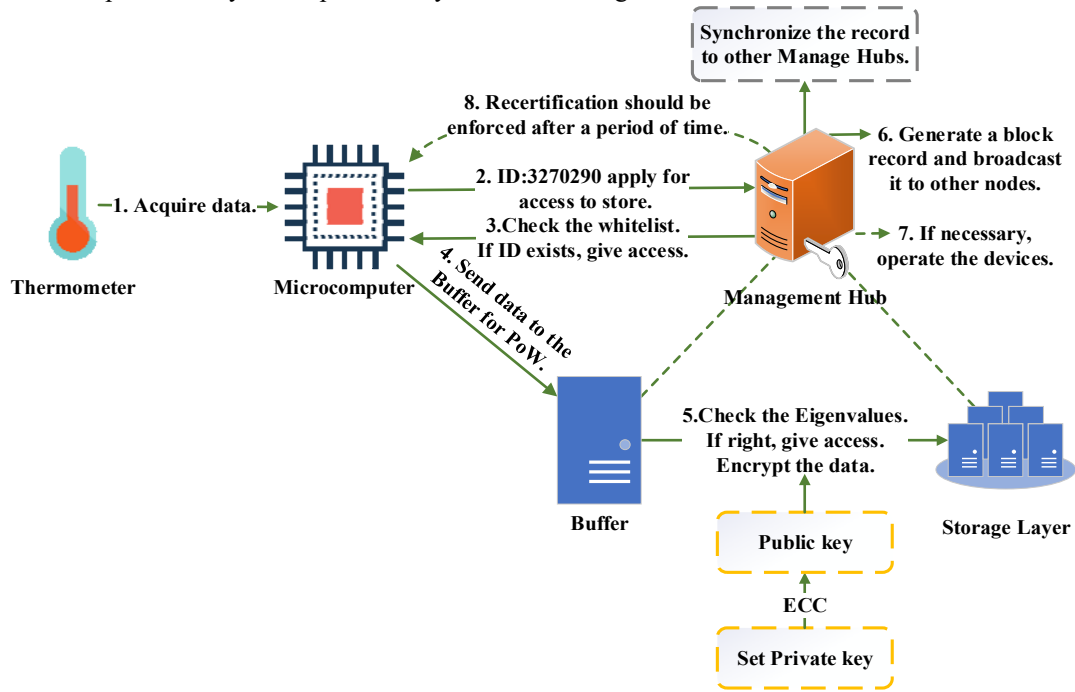 Synchronize the record
to other Manage Hubs.
8. Recertification should be
enforced after a period of time.
6. Generate a block
record and broadcast
it to other nodes.
1. Acquire data.
2. ID:3270290 apply for
access to store.
3.Check the whitelist.
If ID exists, give access.
7. If necessary,
operate the devices.
Thermometer
Microcomputer
Management Hub
4. Send data to the
Buffer for PoW.
5.Check the Eigenvalues.
If right, give access.
Encrypt the data.
Buffer
Storage Layer
Public key
ECC
Set Private key